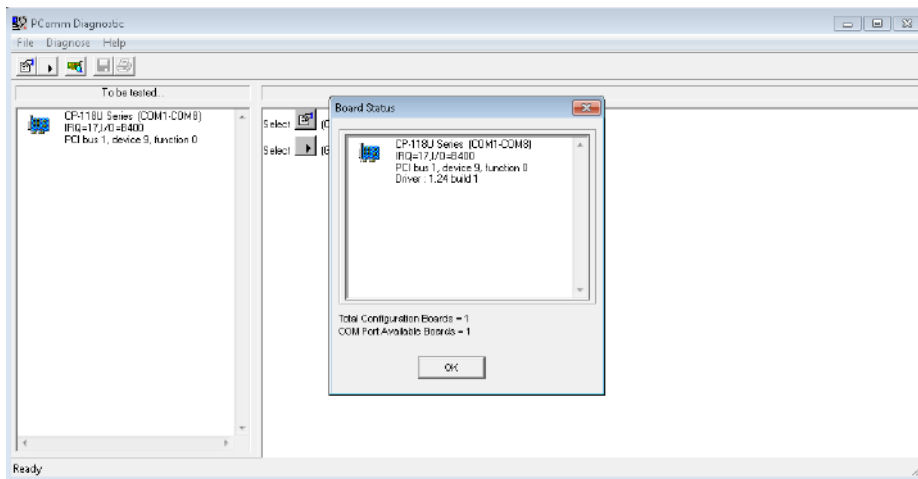 PComm Diagnostic
File Diagnose Help
To be tested...
CP-118U Series (COM1-COM8)
IRQ=17,I/O=B400
PCI bus 1, device 9, function 0
Select
Select
Board Status
CP-118U Series (COM1-COM8)
IRQ=17,I/O=B400
PCI bus 1, device 9, function 0
Driver : 1.24 build 1
Total Configuration Boards = 1
COM Port Available Boards = 1
OK
Ready